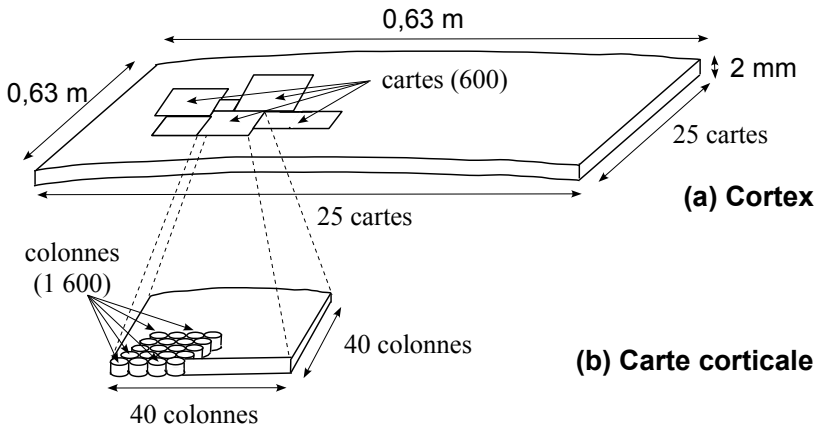 0,63 m
0,63 m
2 mm
cartes (600)
25 cartes
(a) Cortex
25 cartes
colonnes
(1 600)
40 colonnes
(b) Carte corticale
40 colonnes